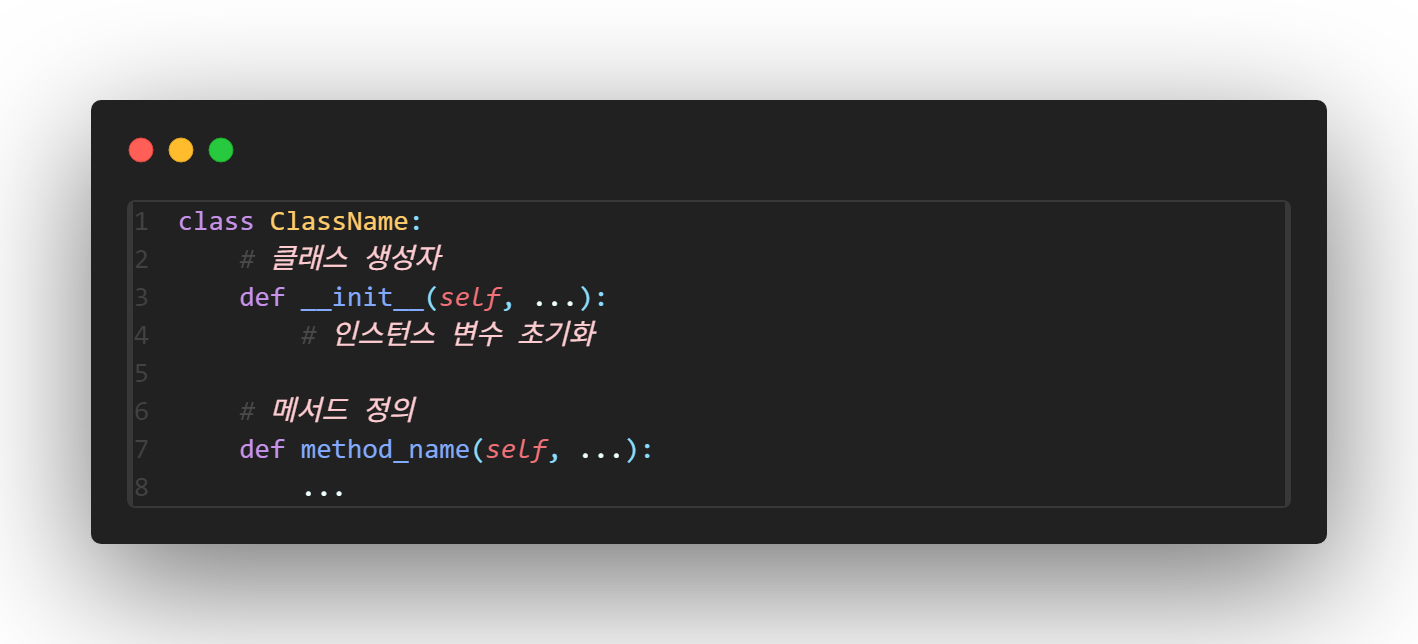 1 class ClassName:
2     # 클래스 생성자
3     def __init__(self, ...):
4         # 인스턴스 변수 초기화
5
6     # 메서드 정의
7     def method_name(self, ...):
8         ...